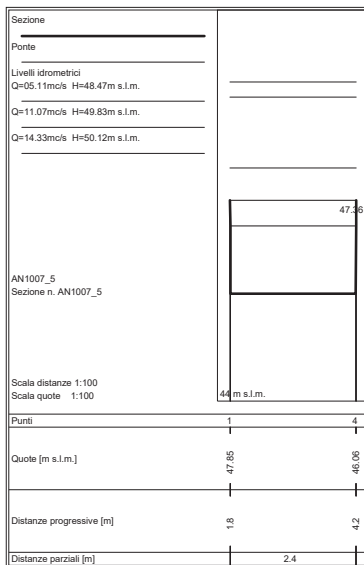 Sezione
Ponte
Livelli idrometrici
Q=05.11mc/s H=48.47m s.l.m.
Q=11.07mc/s H=49.83m s.l.m.
Q=14.33mc/s H=50.12m s.l.m.
47.36
AN1007_5
Sezione n. AN1007_5
Scala distanze 1:100
Scala quote 1:100
44 m s.l.m.
Punti 1 4
Quote [m s.l.m.] 47.85 46.06
Distanze progressive [m] 1.8 4.2
Distanze parziali [m] 2.4